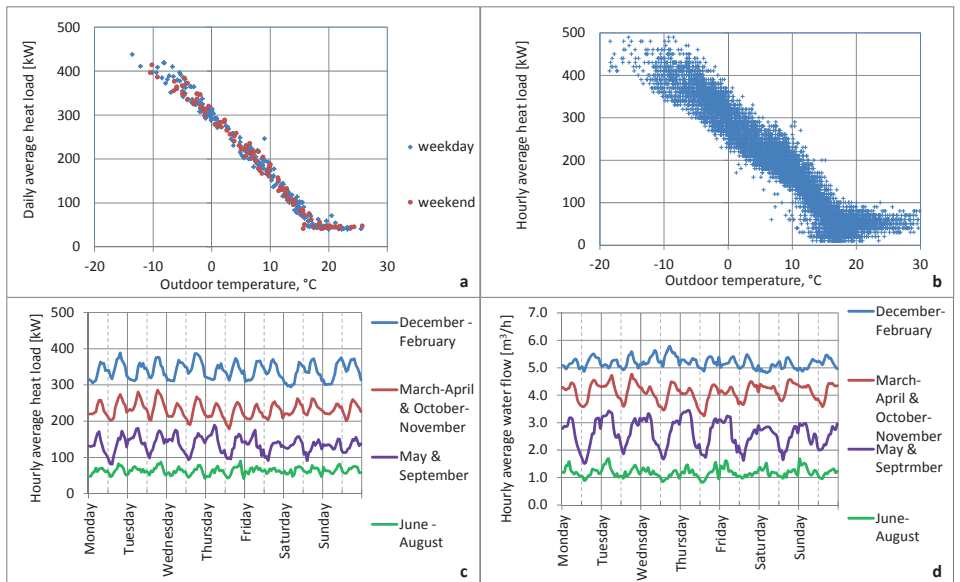 500
400
300
200
100
0
-20
-10
0
10
20
30
Daily average heat load [kW]
Outdoor temperature, °C
weekday
weekend
a
500
400
300
200
100
0
-20
-10
0
10
20
30
Hourly average heat load [kW]
Outdoor temperature, °C
b
500
400
300
200
100
0
Hourly average heat load [kW]
Monday
Tuesday
Wednesday
Thursday
Friday
Saturday
Sunday
December -
February
March-April
& October-
November
May &
September
June -
August
c
7.0
6.0
5.0
4.0
3.0
2.0
1.0
0.0
Hourly average water flow [m³/h]
Monday
Tuesday
Wednsday
Thursday
Friday
Saturday
Sunday
December-
February
March-
April &
October-
November
May &
Septrmber
June-
August
d